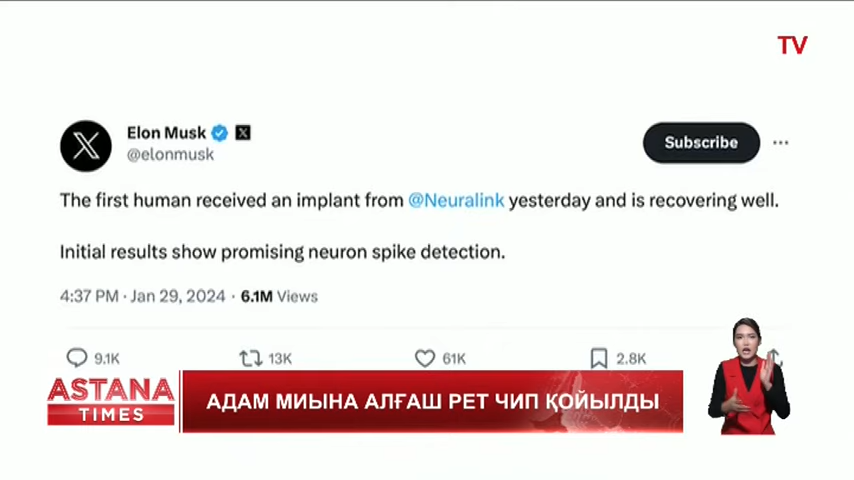 TV
Elon Musk
@elonmusk
Subscribe
The first human received an implant from @Neuralink yesterday and is recovering well.
Initial results show promising neuron spike detection.
4:37 PM · Jan 29, 2024 · 6.1M Views
9.1K 13K 61K 2.8K
ASTANA
TIMES
АДАМ МИЫНА АЛҒАШ РЕТ ЧИП ҚОЙЫЛДЫ